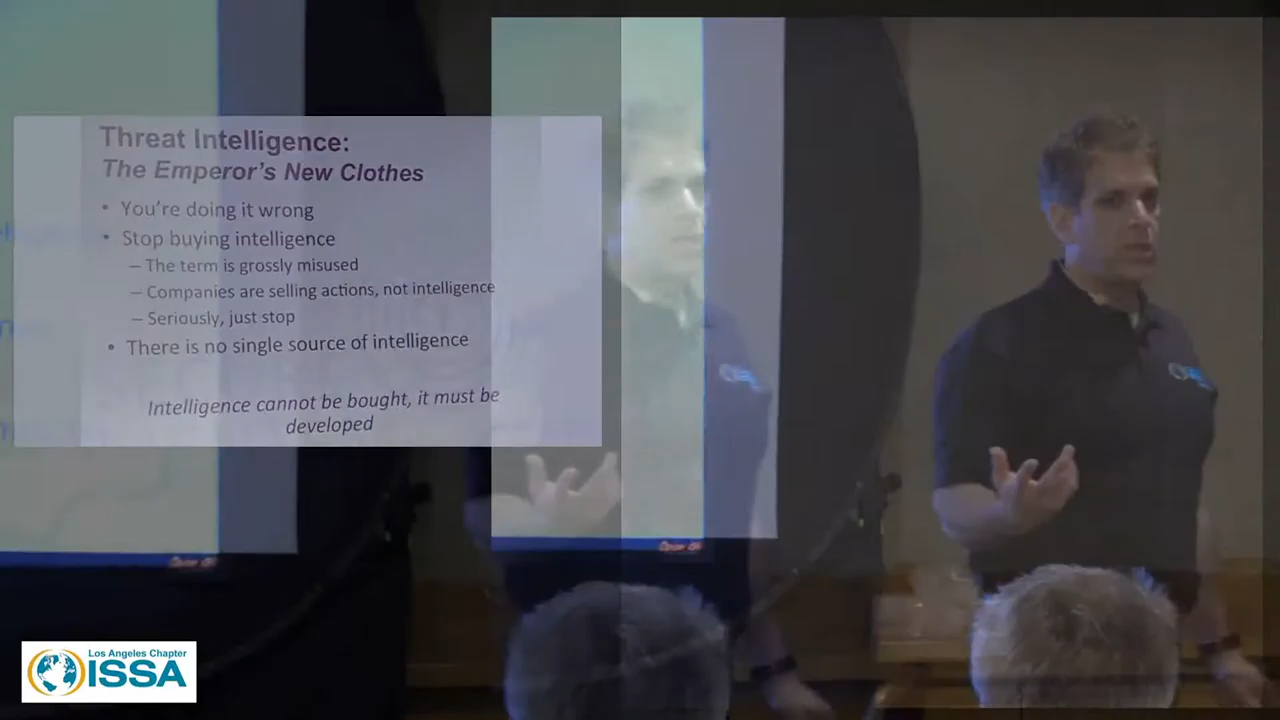 Threat Intelligence:
The Emperor's New Clothes
• You're doing it wrong
• Stop buying intelligence
– The term is grossly misused
– Companies are selling actions, not intelligence
– Seriously, just stop
• There is no single source of intelligence
Intelligence cannot be bought, it must be
developed
Los Angeles Chapter
ISSA